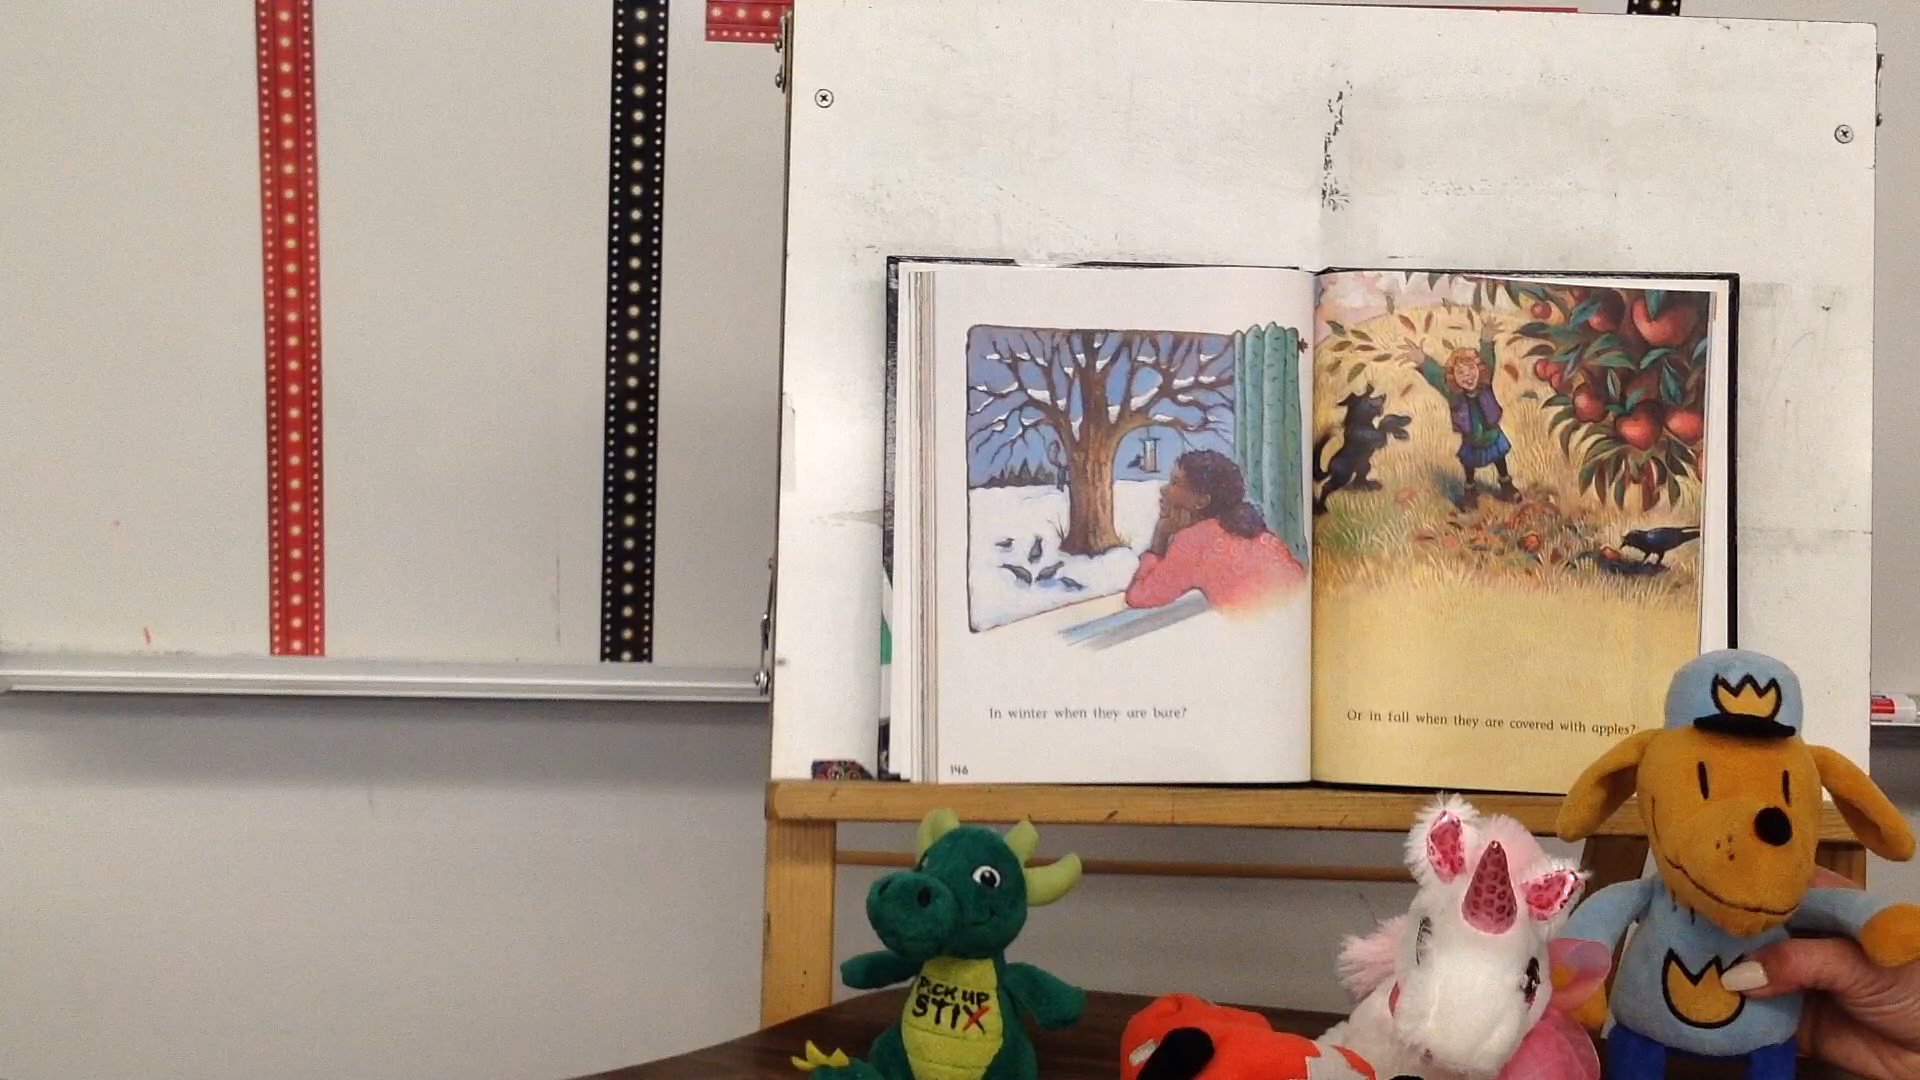 In winter when they are bare?
146
Or in fall when they are covered with apples?
PICK UP
STIX